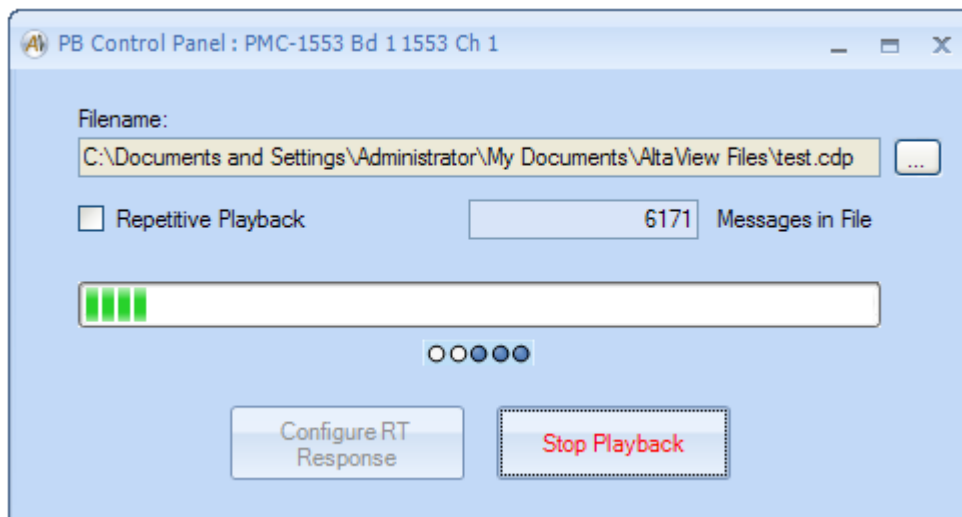 PB Control Panel : PMC-1553 Bd 1 1553 Ch 1
Filename:
C:\Documents and Settings\Administrator\My Documents\AltaView Files\test.cdp
...
Repetitive Playback
6171 Messages in File
Configure RT
Response
Stop Playback